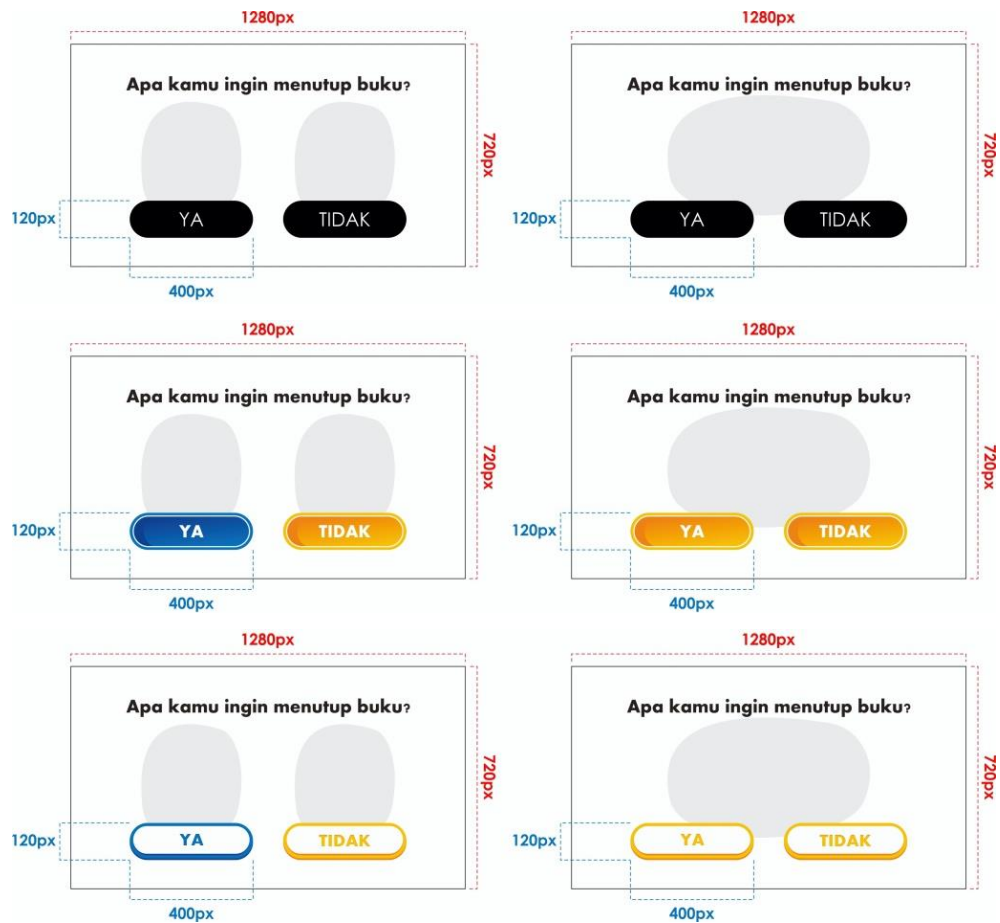 1280px
1280px
Apa kamu ingin menutup buku?
Apa kamu ingin menutup buku?
720px
720px
120px
YA
TIDAK
120px
YA
TIDAK
400px
400px
1280px
1280px
Apa kamu ingin menutup buku?
Apa kamu ingin menutup buku?
720px
720px
120px
YA
TIDAK
120px
YA
TIDAK
400px
400px
1280px
1280px
Apa kamu ingin menutup buku?
Apa kamu ingin menutup buku?
720px
720px
120px
YA
TIDAK
120px
YA
TIDAK
400px
400px